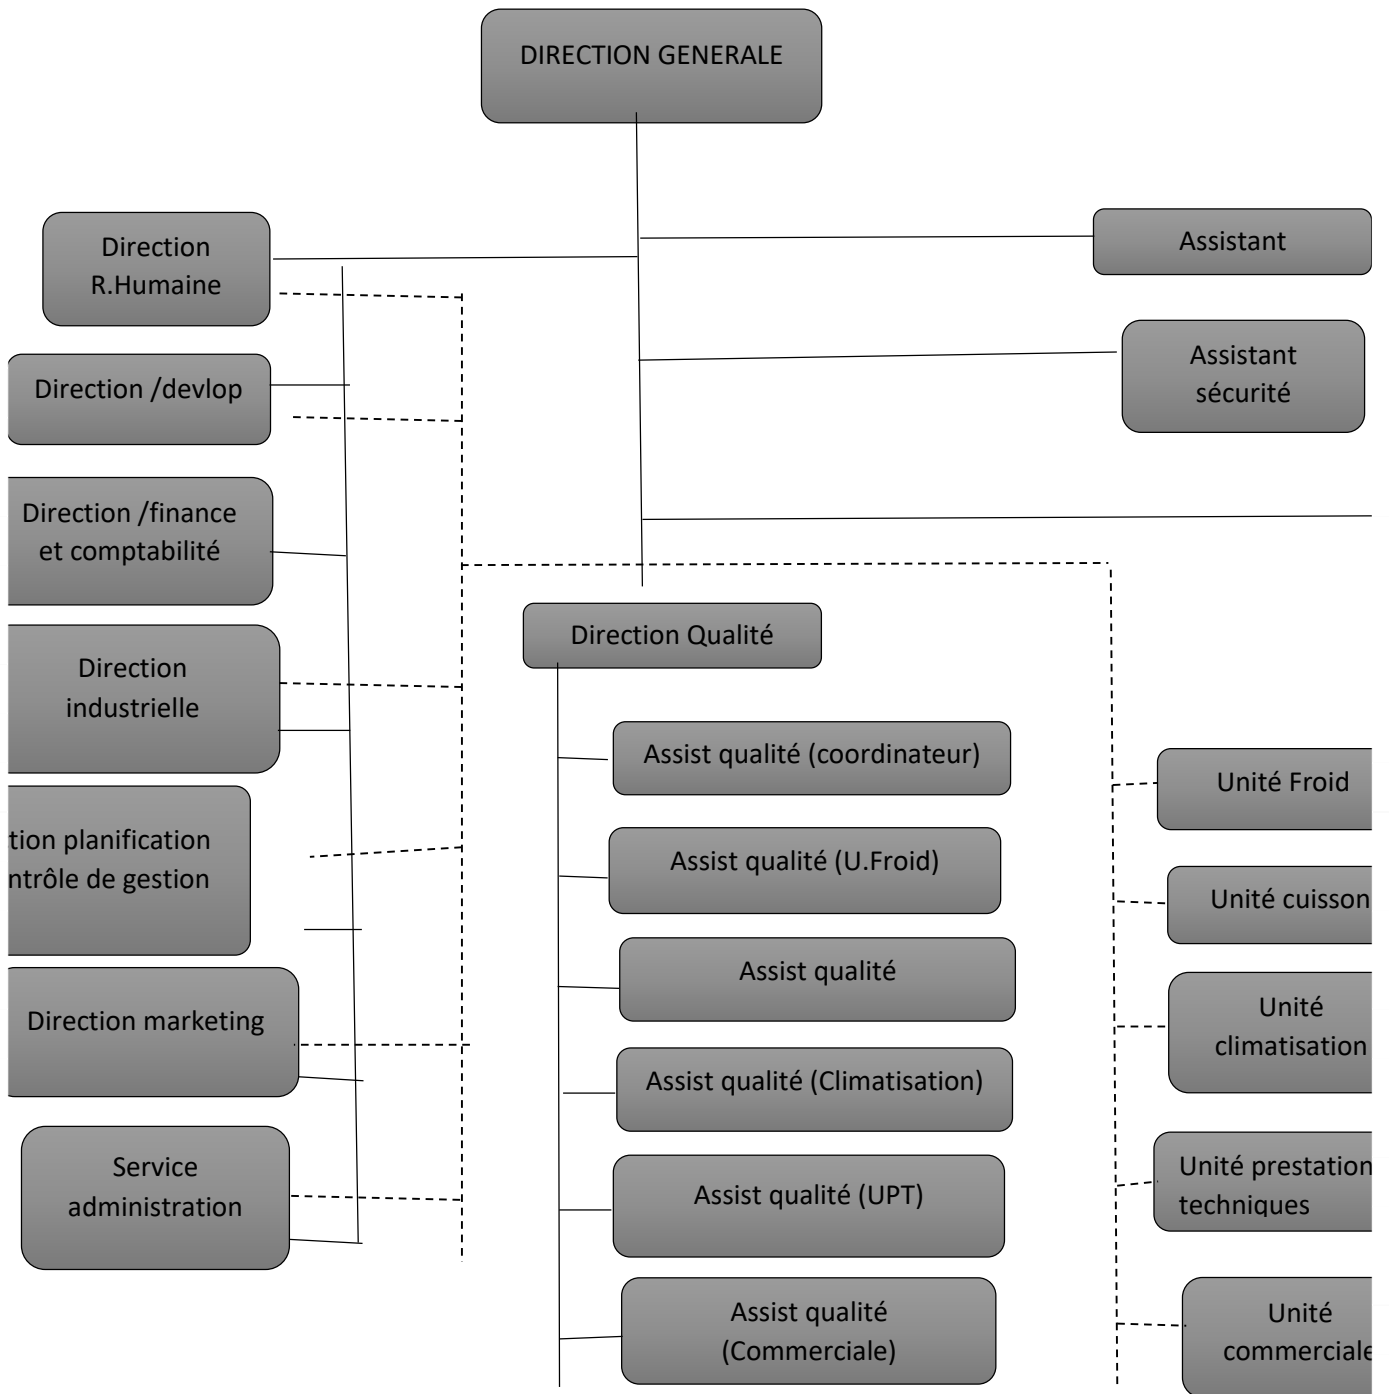 DIRECTION GENERALE
Direction
R.Humaine
Assistant
Assistant
sécurité
Direction /devlop
Direction /finance
et comptabilité
Direction Qualité
Direction
industrielle
Assist qualité (coordinateur)
Unité Froid
tion planification
ntrôle de gestion
Assist qualité (U.Froid)
Unité cuisson
Assist qualité
Direction marketing
Unité
climatisation
Assist qualité (Climatisation)
Service
administration
Assist qualité (UPT)
Unité prestation
techniques
Assist qualité
(Commerciale)
Unité
commerciale